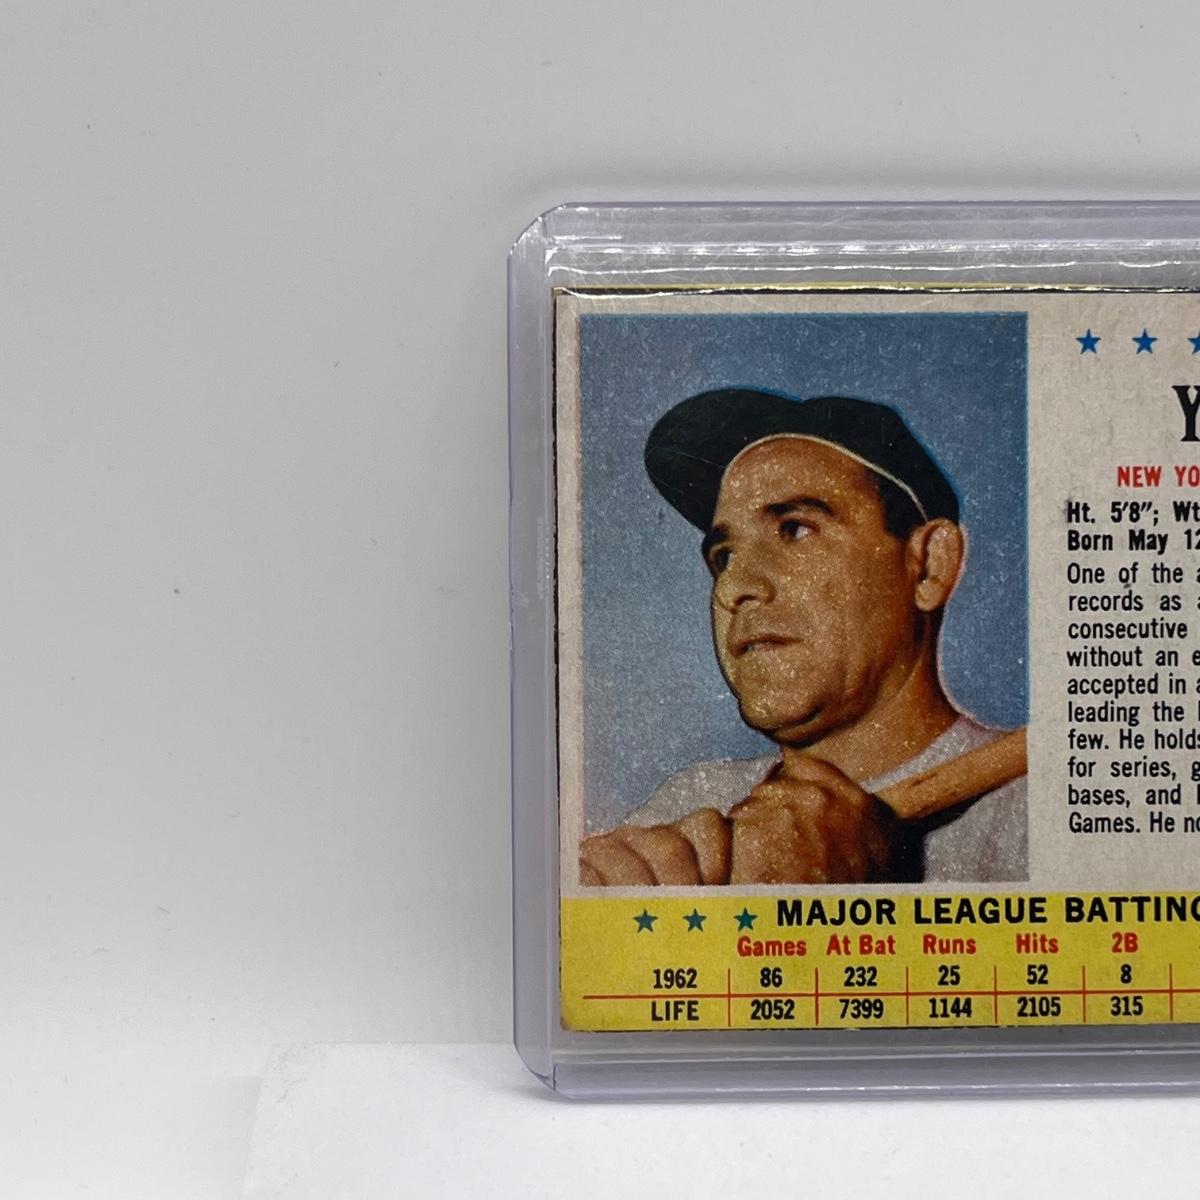 Y
NEW YO
Ht. 5'8"; Wt
Born May 12
One of the a
records as a
consecutive
without an e
accepted in a
leading the l
few. He holds
for series, g
bases, and
Games. He no
MAJOR LEAGUE BATTING
Games At Bat Runs Hits 2B
1962 86 232 25 52 8
LIFE 2052 7399 1144 2105 315